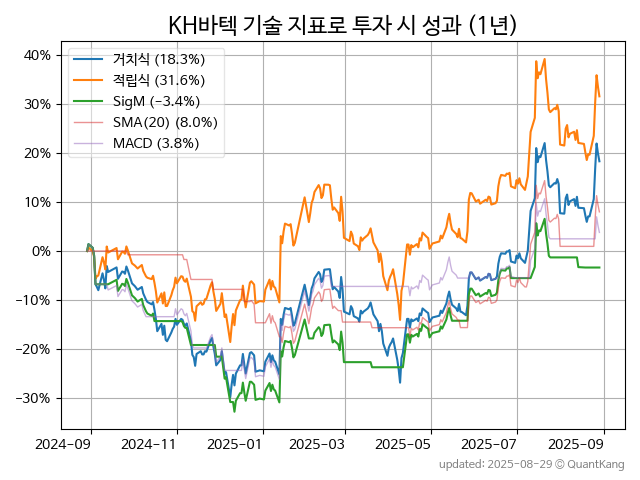 KH바텍 기술 지표로 투자 시 성과 (1년)
거치식 (18.3%)
적립식 (31.6%)
SigM (−3.4%)
SMA(20) (8.0%)
MACD (3.8%)
40%
30%
20%
10%
0%
−10%
−20%
−30%
2024-09 2024-11 2025-01 2025-03 2025-05 2025-07 2025-09
updated: 2025-08-29 © QuantKang